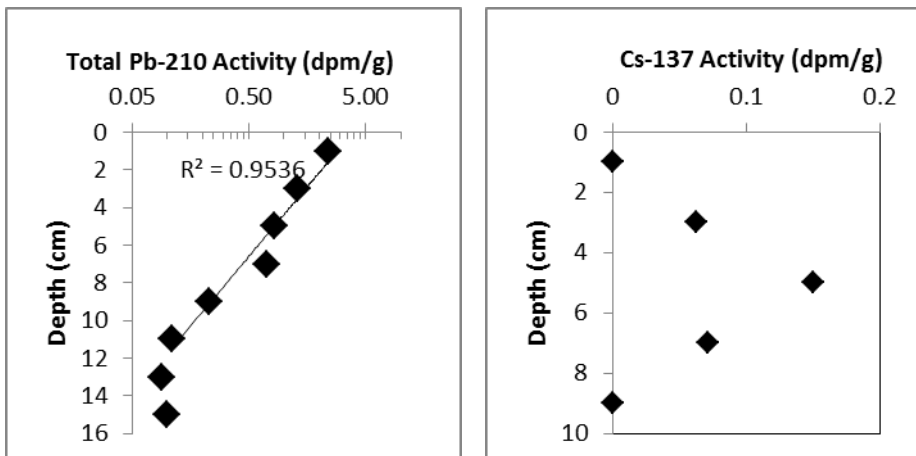 Total Pb-210 Activity (dpm/g)
0.05 0.50 5.00
0
2
4
6
8
10
12
14
16
Depth (cm)
R² = 0.9536
Cs-137 Activity (dpm/g)
0 0.1 0.2
0
2
4
6
8
10
Depth (cm)